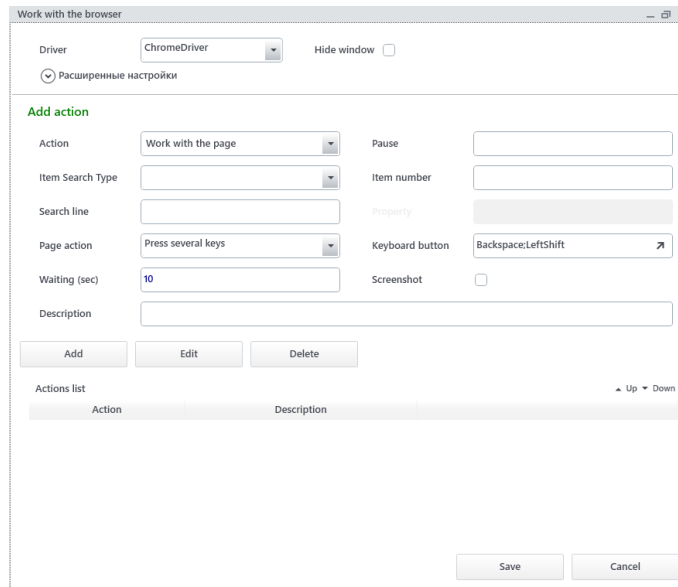 Work with the browser
Driver ChromeDriver Hide window
Расширенные настройки
Add action
Action Work with the page Pause
Item Search Type Item number
Search line Property
Page action Press several keys Keyboard button Backspace;LeftShift
Waiting (sec) 10 Screenshot
Description
Add Edit Delete
Actions list Up Down
Action Description
Save Cancel